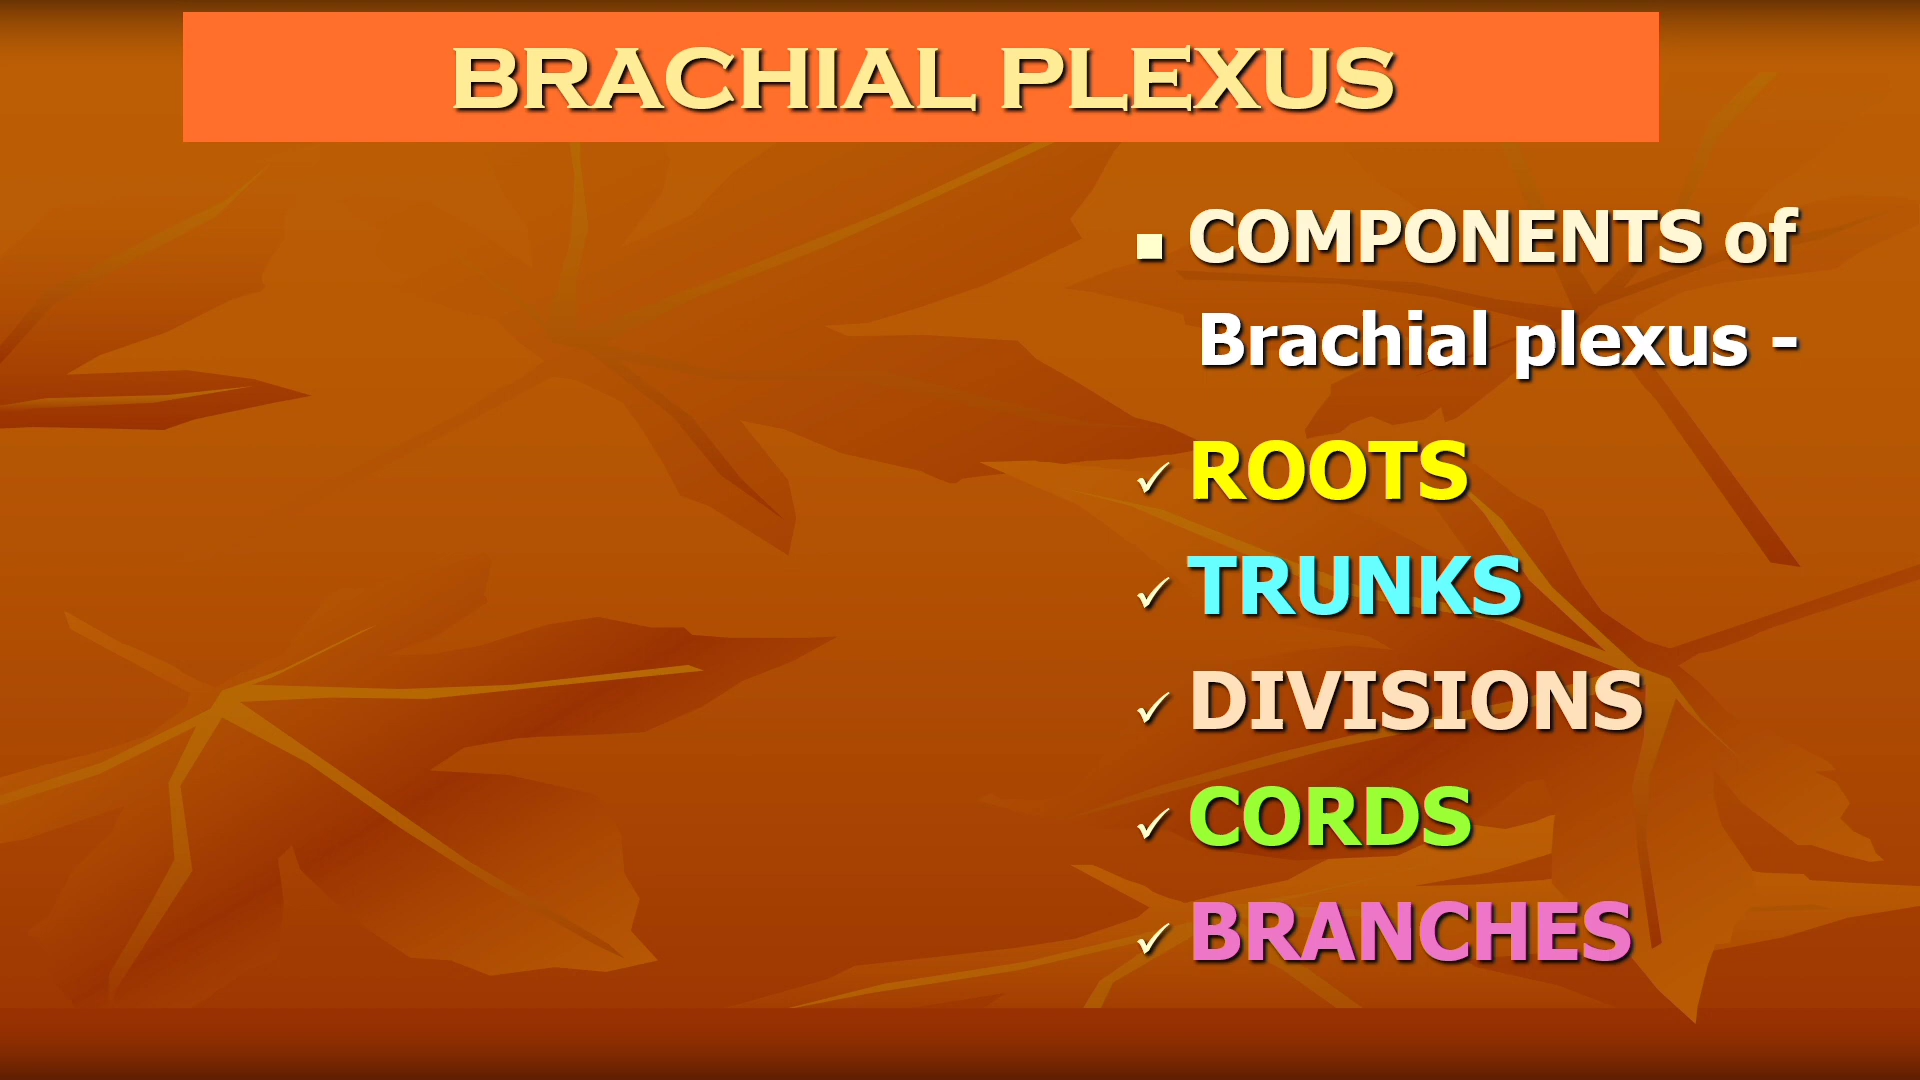 BRACHIAL PLEXUS
COMPONENTS of
Brachial plexus -
ROOTS
TRUNKS
DIVISIONS
CORDS
BRANCHES